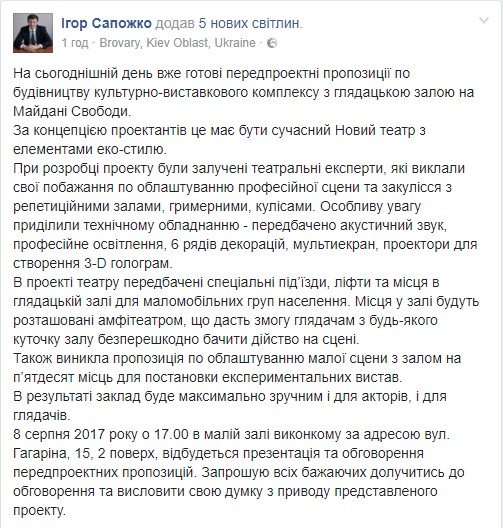 Ігор Сапожко додав 5 нових світлин.
1 год · Brovary, Kiev Oblast, Ukraine ·
На сьогоднішній день вже готові передпроектні пропозиції по
будівництву культурно-виставкового комплексу з глядацькою залою на
Майдані Свободи.
За концепцією проектантів це має бути сучасний Новий театр з
елементами еко-стилю.
При розробці проекту були залучені театральні експерти, які виклали
свої побажання по облаштуванню професійної сцени та закулісся з
репетиційними залами, гримерними, кулісами. Особливу увагу
приділили технічному обладнанню - передбачено акустичний звук,
професійне освітлення, 6 рядів декорацій, мультиекран, проектори для
створення 3-D голограм.
В проекті театру передбачені спеціальні під'їзди, ліфти та місця в
глядацькій залі для маломобільних груп населення. Місця у залі будуть
розташовані амфітеатром, що дасть змогу глядачам з будь-якого
куточку залу безперешкодно бачити дійство на сцені.
Також виникла пропозиція по облаштуванню малої сцени з залом на
п'ятдесят місць для постановки експериментальних вистав.
В результаті заклад буде максимально зручним і для акторів, і для
глядачів.
8 серпня 2017 року о 17.00 в малій залі виконкому за адресою вул.
Гагаріна, 15, 2 поверх, відбудеться презентація та обговорення
передпроектних пропозицій. Запрошую всіх бажаючих долучитись до
обговорення та висловити свою думку з приводу представленого
проекту.